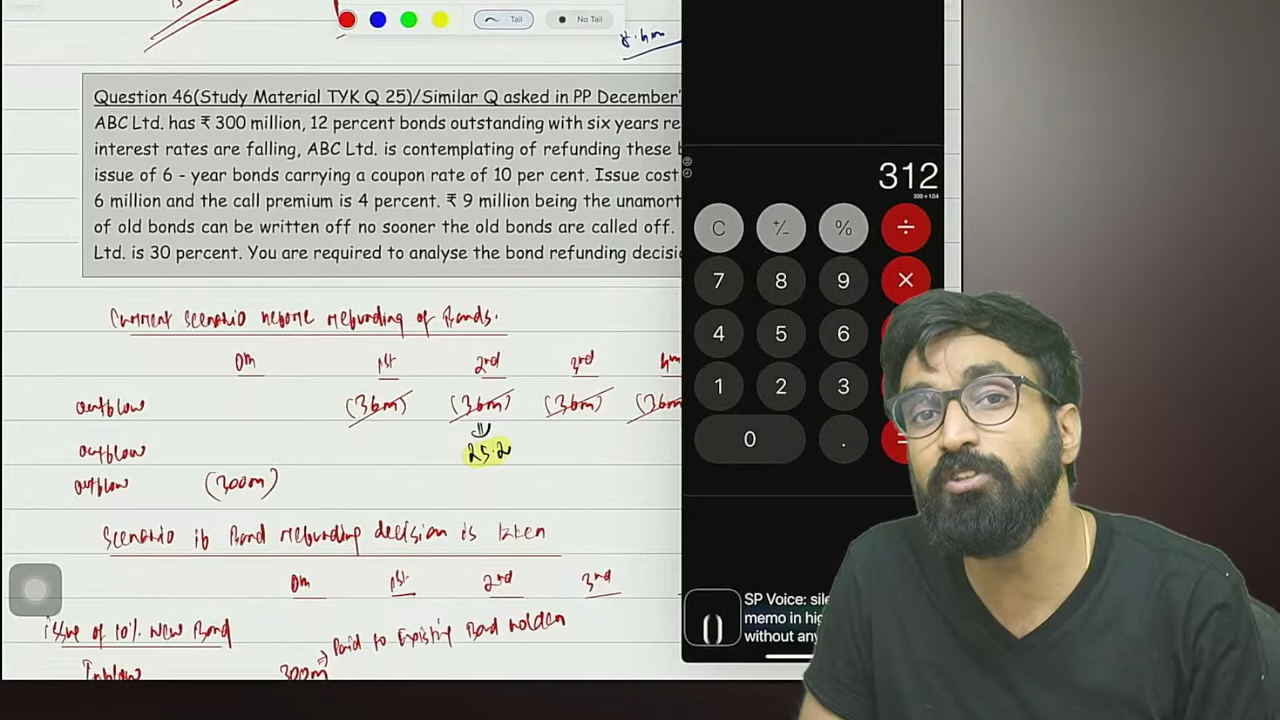 Tail
No Tail
Question 46(Study Material TYK Q 25)/Similar Q asked in PP December'
ABC Ltd. has ₹ 300 million, 12 percent bonds outstanding with six years re
interest rates are falling, ABC Ltd. is contemplating of refunding these b
issue of 6 - year bonds carrying a coupon rate of 10 per cent. Issue cost
6 million and the call premium is 4 percent. ₹ 9 million being the unamort
of old bonds can be written off no sooner the old bonds are called off.
Ltd. is 30 percent. You are required to analyse the bond refunding decisi
Current scenario before refunding of Bonds.
0m 1st 2nd 3rd
outflow (36m) (36m) (36m) (36m
25.2
outflow
outflow (300m)
Scenario if Bond refunding decision is taken
0m 1st 2nd 3rd
issue of 10% New Bond
Paid to Existing Bond holder
Inflow 300m
312
300×1.04
C +/- % ÷
7 8 9 ×
4 5 6
1 2 3
0 . =
SP Voice: sile
memo in hig
without any